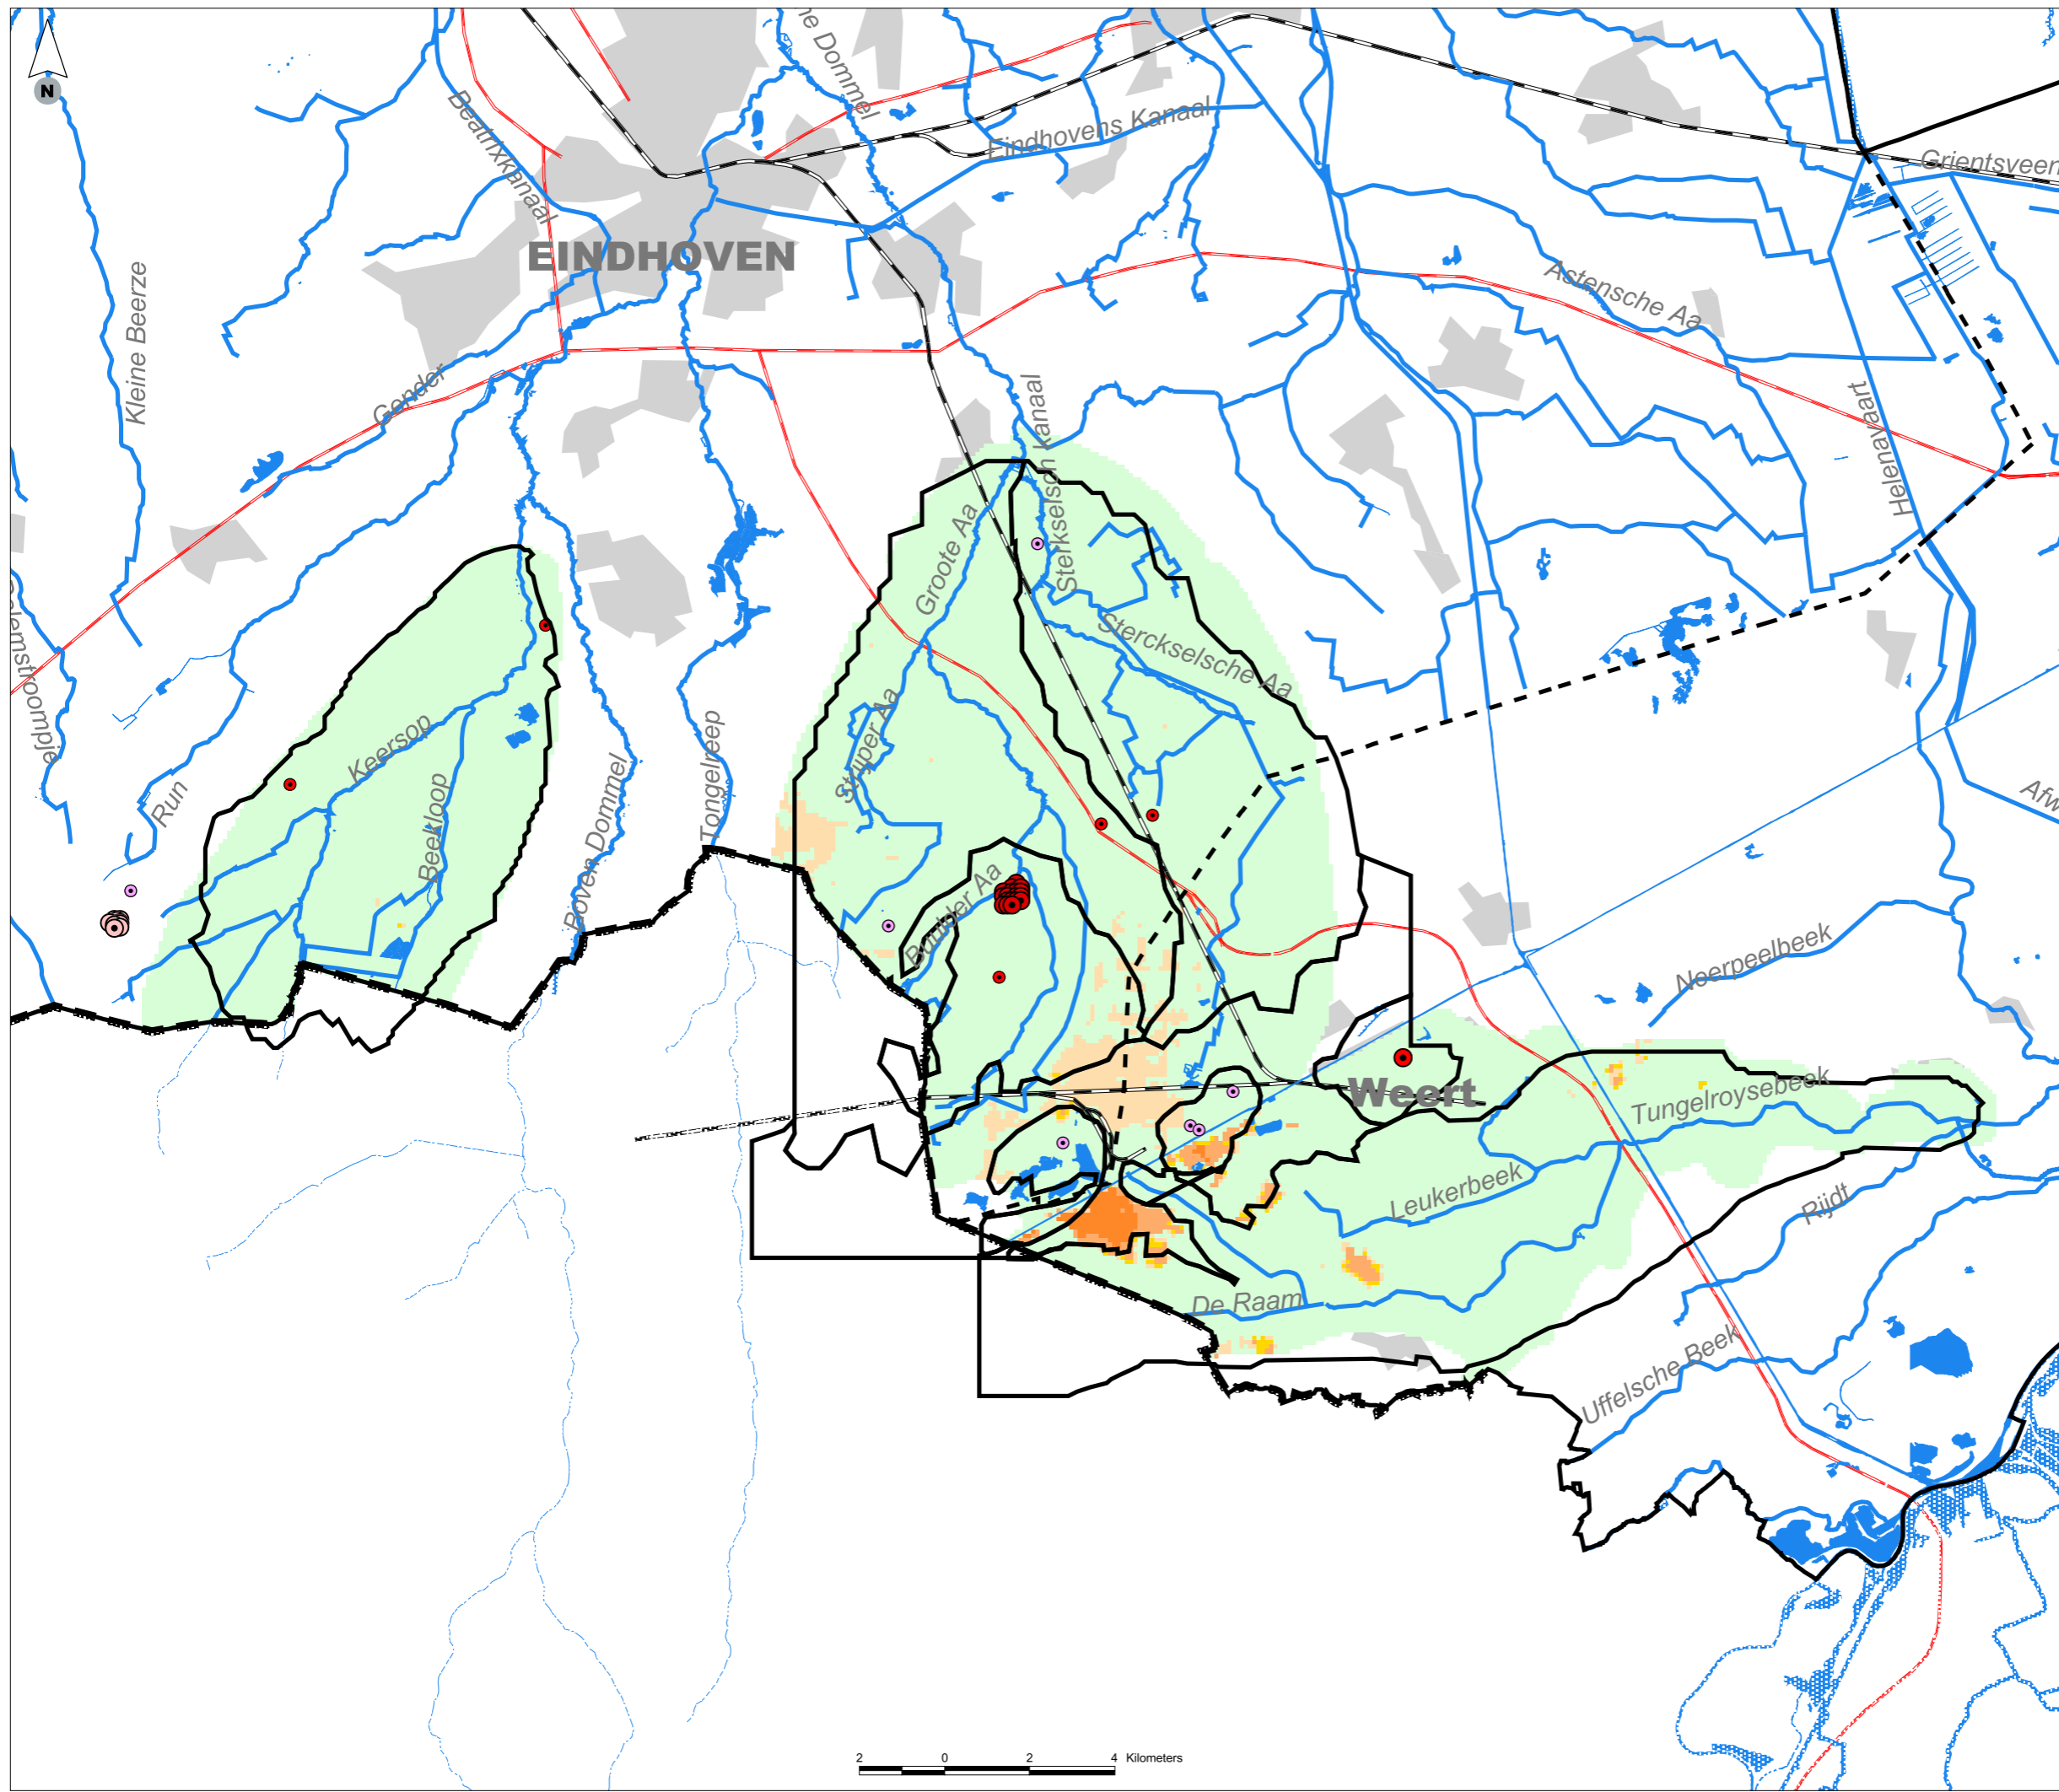 N
Dommel
Beatrixkanaal
Eindhovens Kanaal
EINDHOVEN
Kleine Beerze
Gender
Astensche Aa
Helenavaart
Sterkselsch kanaal
Groote Aa
Sterckselsche Aa
Strijper Aa
Keersop
Beekloop
Run
Boven Dommel
Tongelreep
Buulder Aa
Noerpeelbeek
Weert
Tungelroysebeek
Leukerbeek
Rijdt
De Raam
Uffelsche Beek
2 0 2 4 Kilometers